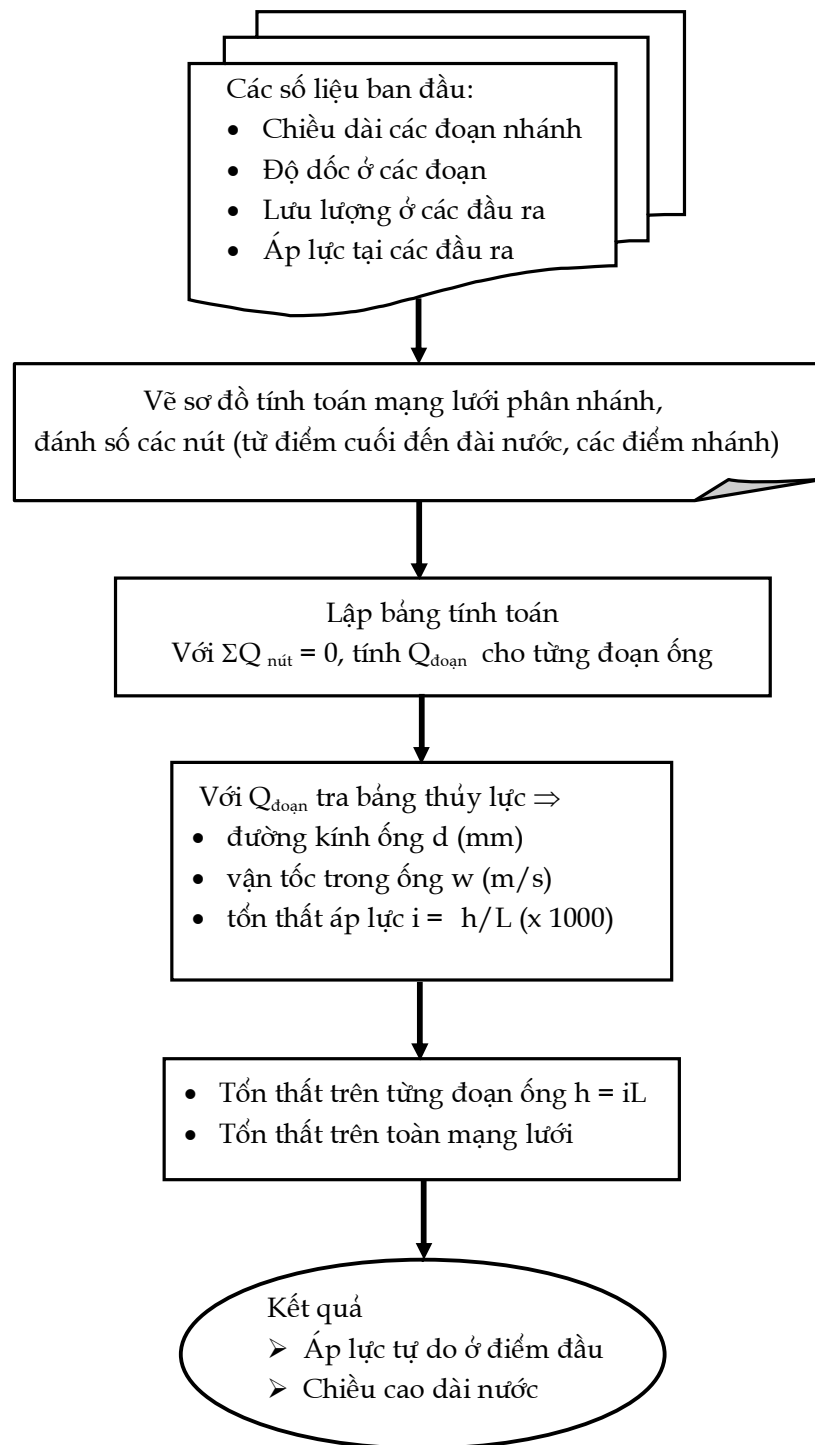 Các số liệu ban đầu:
• Chiều dài các đoạn nhánh
• Độ dốc ở các đoạn
• Lưu lượng ở các đầu ra
• Áp lực tại các đầu ra
Vẽ sơ đồ tính toán mạng lưới phân nhánh,
đánh số các nút (từ điểm cuối đến đài nước, các điểm nhánh)
Lập bảng tính toán
Với ΣQ nút = 0, tính Qđoạn cho từng đoạn ống
Với Qđoạn tra bảng thủy lực ⇒
• đường kính ống d (mm)
• vận tốc trong ống w (m/s)
• tổn thất áp lực i = h/L (x 1000)
• Tổn thất trên từng đoạn ống h = iL
• Tổn thất trên toàn mạng lưới
Kết quả
➢ Áp lực tự do ở điểm đầu
➢ Chiều cao dài nước